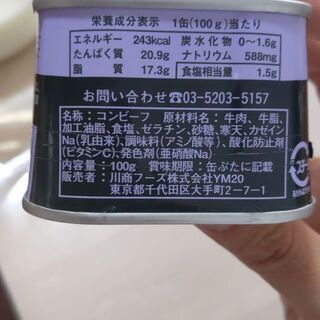 栄養成分表示 1缶(100g)当たり
エネルギー 243kcal 炭水化物 0〜1.6g
たんぱく質 20.9g ナトリウム 588mg
脂質 17.3g 食塩相当量 1.5g
お問い合わせ☎03-5203-5157
名称：コンビーフ 原材料名：牛肉、牛脂、
加工油脂、食塩、ゼラチン、砂糖、寒天、カゼイン
Na(乳由来)、調味料(アミノ酸等)、酸化防止剤
(ビタミンC)、発色剤(亜硝酸Na)
内容量：100g 賞味期限：缶ぶたに記載
販売者：川商フーズ株式会社YM20
東京都千代田区大手町2-7-1